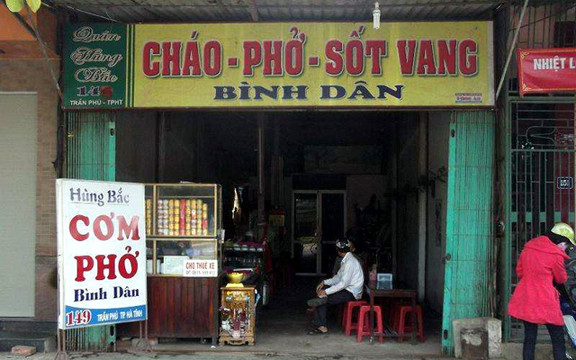 Quán
Hùng
Bắc
149
TRẦN PHÚ - TPHT
CHÁO - PHỞ - SỐT VANG
BÌNH DÂN
NHIỆT L
Hùng Bắc
CƠM
PHỞ
Bình Dân
149 TRẦN PHÚ TP HÀ TĨNH
CHO THUÊ XE
151